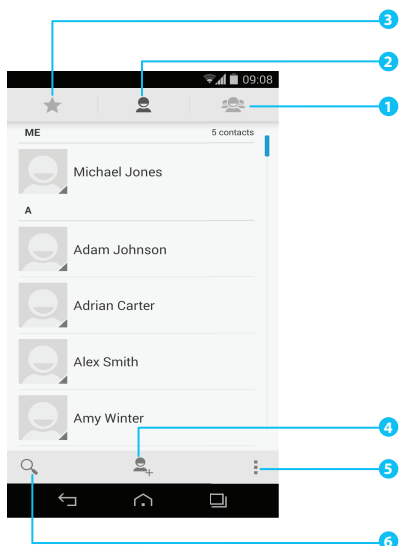 3
2
09:08
1
ME 5 contacts
Michael Jones
A
Adam Johnson
Adrian Carter
Alex Smith
Amy Winter
4
5
6